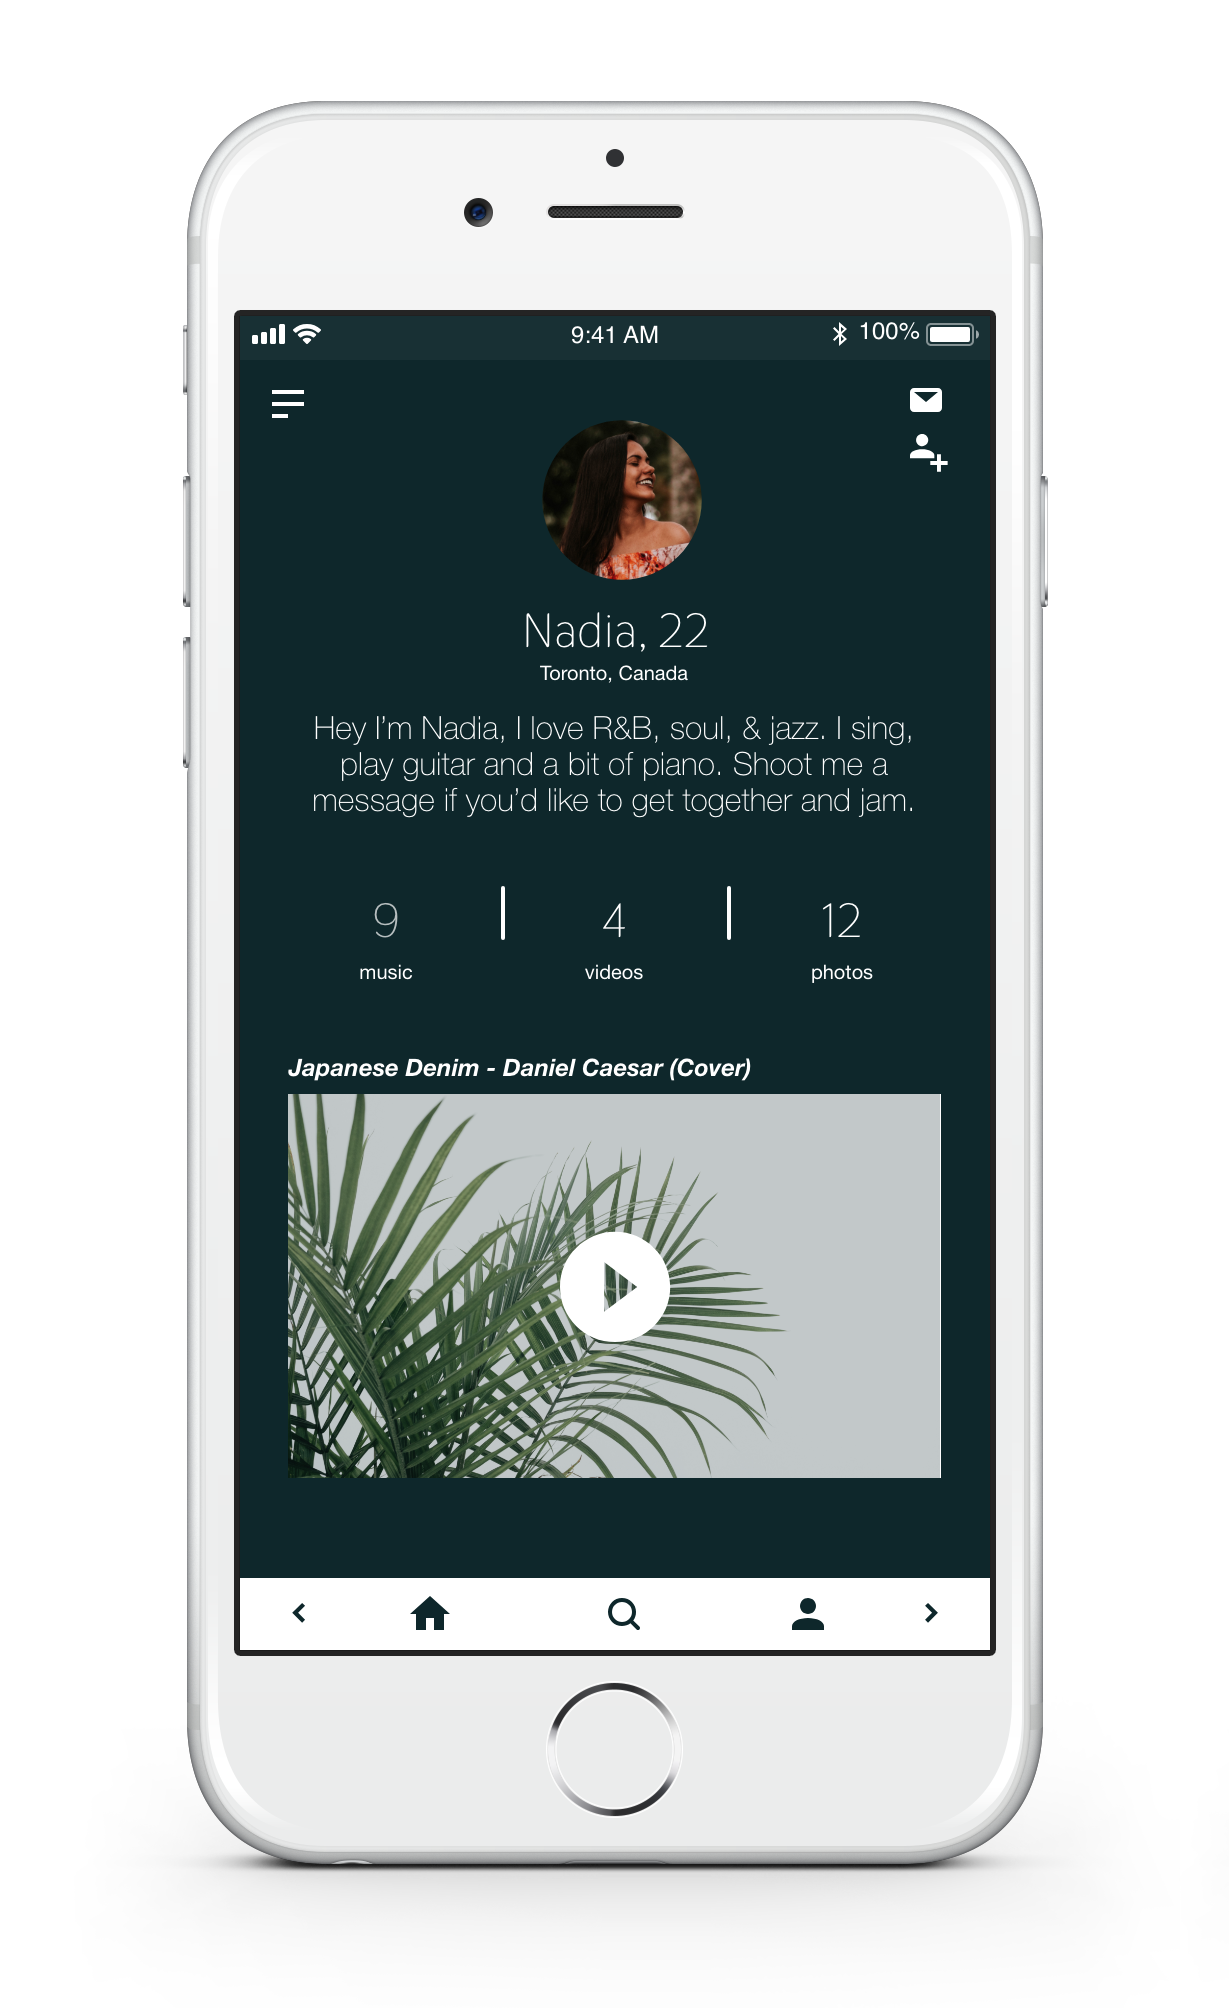 9:41 AM
100%
Nadia, 22
Toronto, Canada
Hey I’m Nadia, I love R&B, soul, & jazz. I sing,
play guitar and a bit of piano. Shoot me a
message if you’d like to get together and jam.
9 4 12
music videos photos
Japanese Denim - Daniel Caesar (Cover)